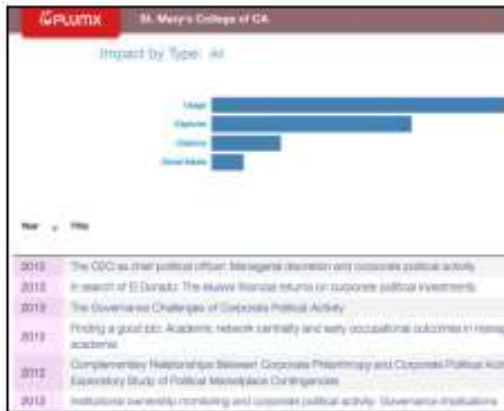 PLUMX St. Mary's College of CA
Impact by Type: All
Usage
Captures
Citations
Social Media
Year Title
2013 The CEO as chief political officer: Managerial discretion and corporate political activity
2013 In search of El Dorado: The elusive financial returns on corporate political investments
2013 The Governance Challenges of Corporate Political Activity
2013 Finding a good job: Academic network centrality and early occupational outcomes in manag
academia
2012 Complementary Relationships Between Corporate Philanthropy and Corporate Political Acti
Exploratory Study of Political Marketplace Contingencies
2013 Institutional ownership monitoring and corporate political activity: Governance implications